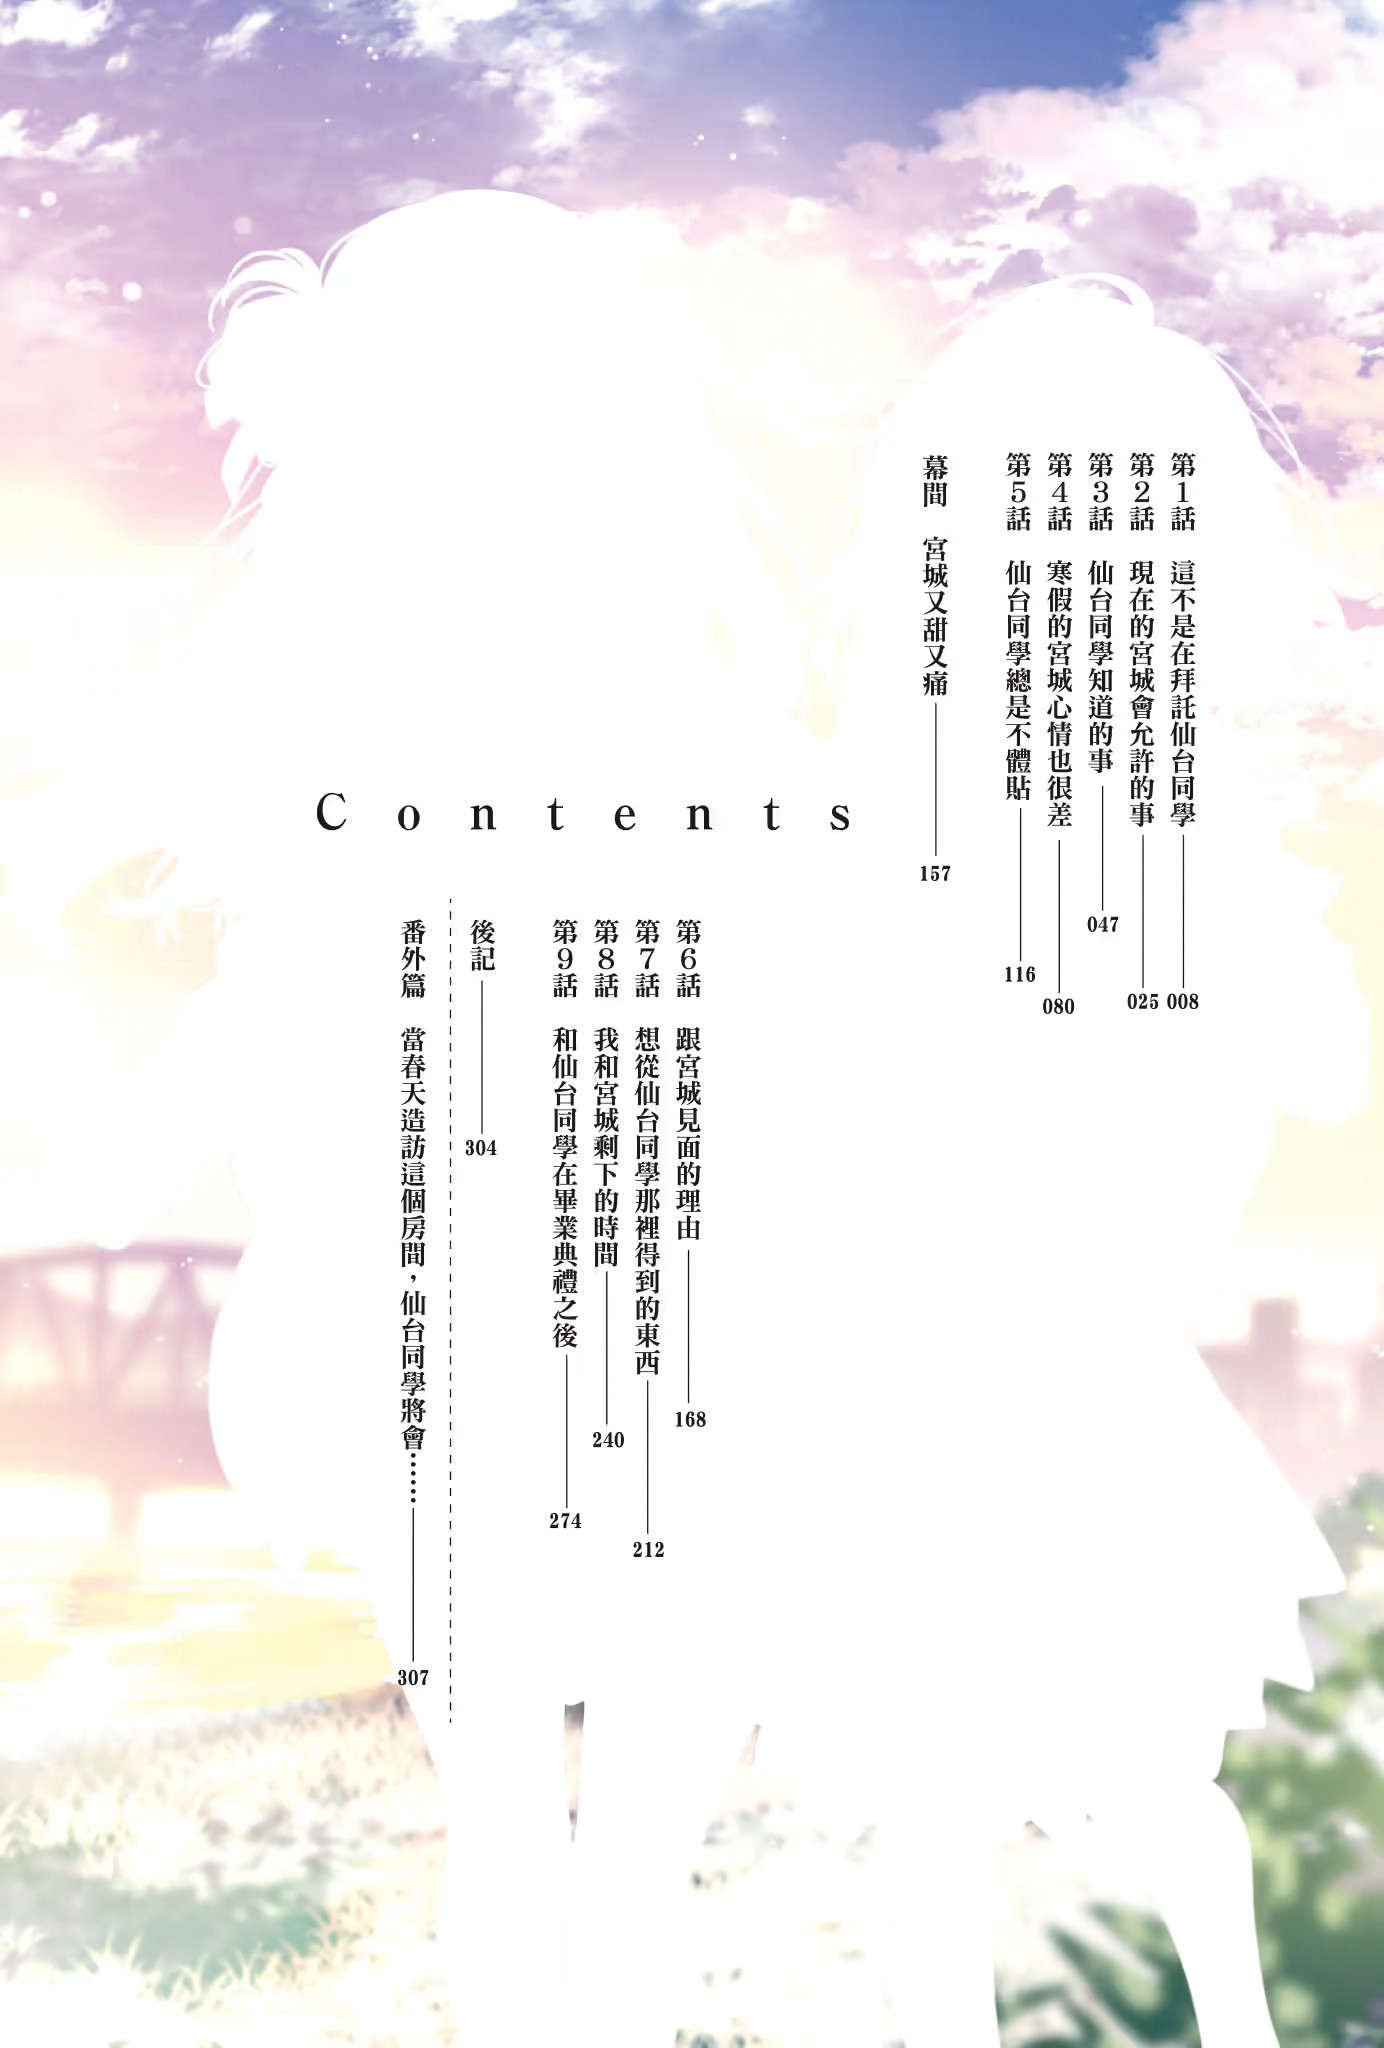 第1話　這不是在拜託仙台同學 008
第2話　現在的宮城會允許的事 025
第3話　仙台同學知道的事 047
第4話　寒假的宮城心情也很差 080
第5話　仙台同學總是不體貼 116
幕間　宮城又甜又痛 157
Contents
第6話　跟宮城見面的理由 168
第7話　想從仙台同學那裡得到的東西 212
第8話　我和宮城剩下的時間 240
第9話　和仙台同學在畢業典禮之後 274
後記 304
番外篇　當春天造訪這個房間，仙台同學將會…… 307